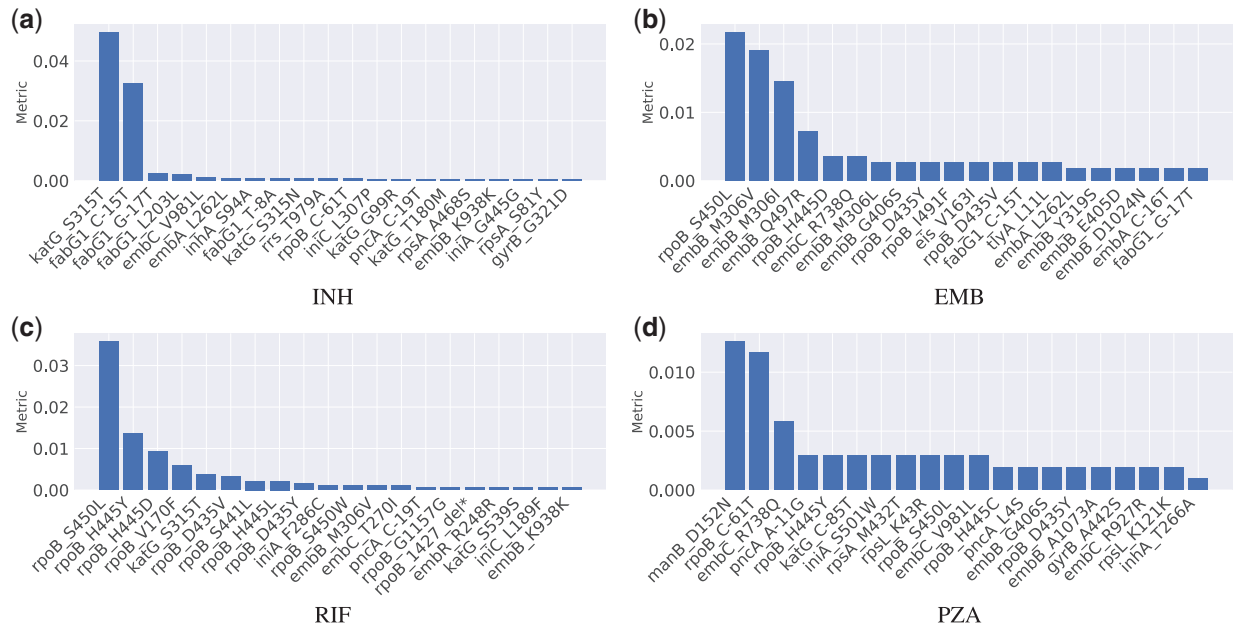 (a)
Metric
0.04
0.02
0.00
katG_S315T
fabG1_C-15T
fabG1_G-17T
fabG1_L203L
embC_V981L
embA_L262L
inhA_S94A
fabG1_T-8A
katG_S315N
rrs_T979A
rpoB_C-61T
iniC_L307P
katG_G99R
pncA_C-19T
katG_T180M
rpsA_A468S
embB_K938K
iniA_G445G
rpsA_S81Y
gyrB_G321D
INH
(b)
Metric
0.02
0.01
0.00
rpoB_S450L
embB_M306V
embB_M306I
embB_Q497R
rpoB_H445D
embC_R738Q
embB_M306L
embB_G406S
rpoB_D435Y
rpoB_I491F
eis_V163I
rpoB_D435V
fabG1_C-15T
tlyA_L11L
embA_L262L
embB_Y319S
embB_E405D
embB_D1024N
embA_C-16T
fabG1_G-17T
EMB
(c)
Metric
0.03
0.02
0.01
0.00
rpoB_S450L
rpoB_H445Y
rpoB_H445D
rpoB_V170F
katG_S315T
rpoB_D435V
rpoB_S441L
rpoB_H445L
rpoB_D435Y
iniA_F286C
rpoB_S450W
embB_M306V
embC_T270I
pncA_C-19T
rpoB_G1157G
rpoB_1427_del*
embR_R248R
katG_S539S
iniC_L189F
embB_K938K
RIF
(d)
Metric
0.010
0.005
0.000
manB_D152N
rpoB_C-61T
embC_R738Q
pncA_A-11G
rpoB_H445Y
katG_C-85T
iniA_S501W
rpsA_M432T
rpsL_K43R
rpoB_S450L
embC_V981L
rpoB_H445C
pncA_L4S
embB_G406S
rpoB_D435Y
embB_A1073A
gyrB_A442S
embC_R927R
rpsL_K121K
inhA_T266A
PZA